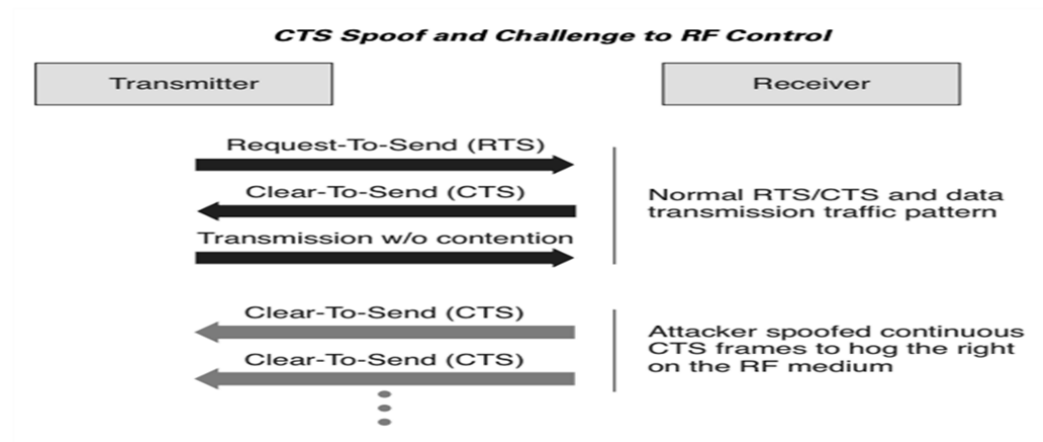 CTS Spoof and Challenge to RF Control
Transmitter
Receiver
Request-To-Send (RTS)
Clear-To-Send (CTS)
Transmission w/o contention
Normal RTS/CTS and data
transmission traffic pattern
Clear-To-Send (CTS)
Clear-To-Send (CTS)
Attacker spoofed continuous
CTS frames to hog the right
on the RF medium